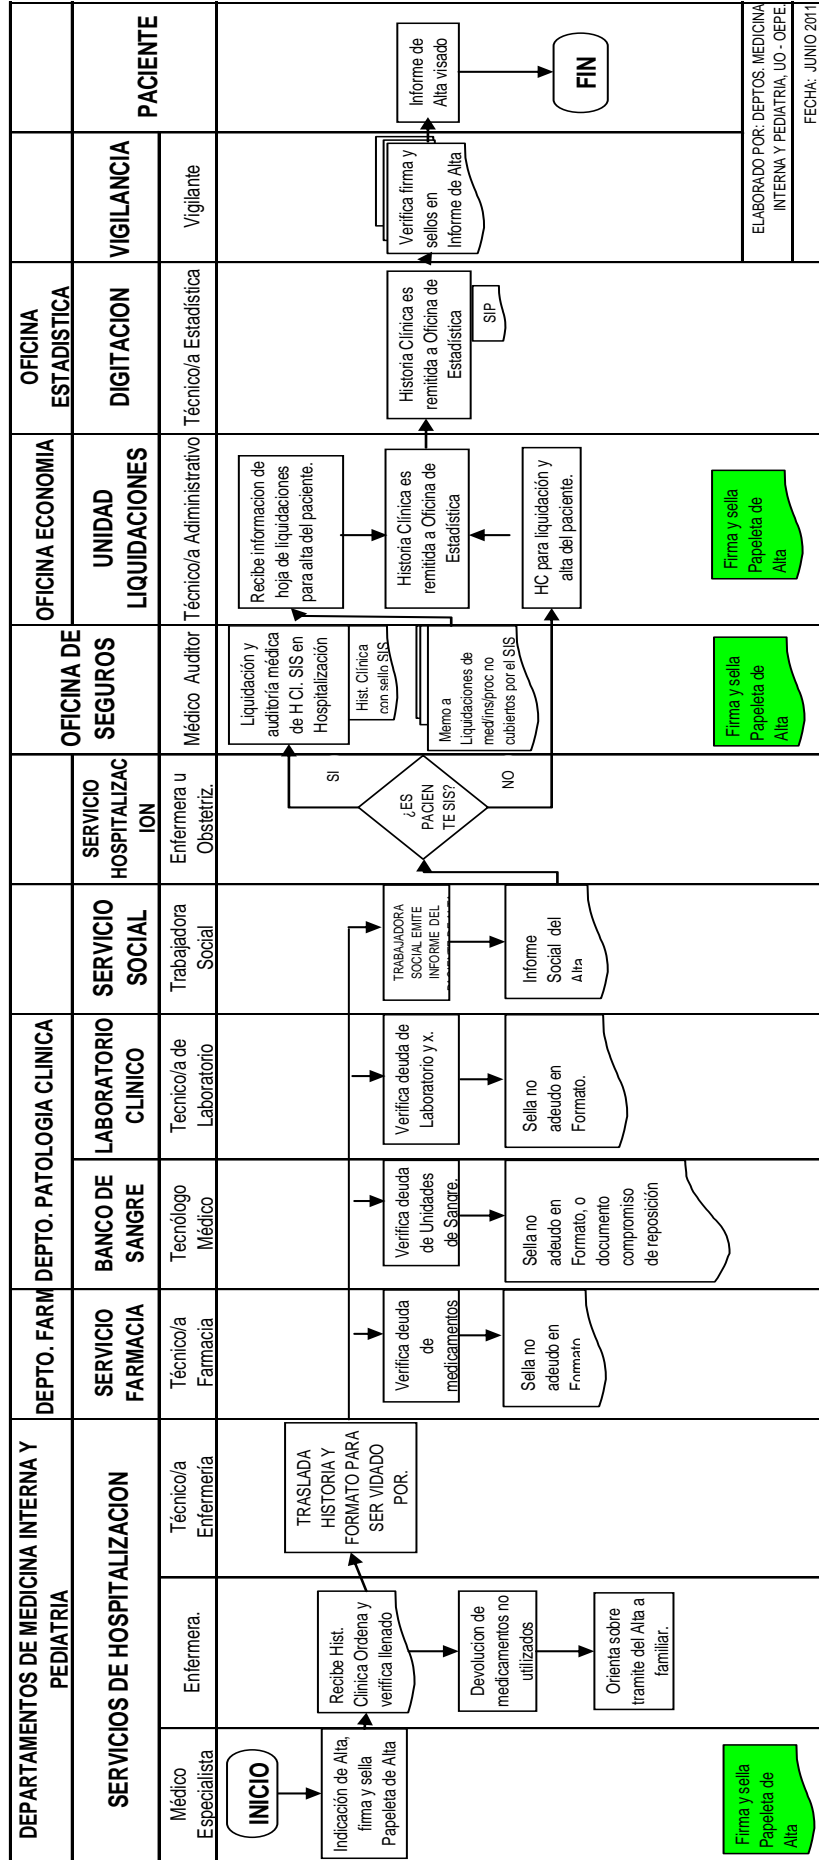 DEPARTAMENTOS DE MEDICINA INTERNA Y
PEDIATRIA
DEPTO. FARM
DEPTO. PATOLOGIA CLINICA
OFICINA DE
SEGUROS
OFICINA ECONOMIA
OFICINA
ESTADISTICA
PACIENTE
SERVICIOS DE HOSPITALIZACION
SERVICIO
FARMACIA
BANCO DE
SANGRE
LABORATORIO
CLINICO
SERVICIO
SOCIAL
SERVICIO
HOSPITALIZAC
ION
UNIDAD
LIQUIDACIONES
DIGITACION
VIGILANCIA
Médico
Especialista
Enfermera.
Técnico/a
Enfermería
Técnico/a
Farmacia
Tecnólogo
Médico
Tecnico/a de
Laboratorio
Trabajadora
Social
Enfermera u
Obstetriz.
Médico Auditor
Técnico/a Adiministrativo
Técnico/a Estadística
Vigilante
INICIO
Indicación de Alta,
firma y sella
Papeleta de Alta
Recibe Hist.
Clinica Ordena y
verifica llenado
Devolucion de
medicamentos no
utilizados
Orienta sobre
tramite del Alta a
familiar.
TRASLADA
HISTORIA Y
FORMATO PARA
SER VIDADO
POR.
Verifica deuda
de
medicamentos
Sella no
adeudo en
Formato
Verifica deuda
de Unidades
de Sangre.
Sella no
adeudo en
Formato, o
documento
compromiso
de reposición
Verifica deuda de
Laboratorio y x.
Sella no
adeudo en
Formato.
TRABAJADORA
SOCIAL EMITE
INFORME DEL
Informe
Social del
Alta
¿ES
PACIEN
TE SIS?
SI
NO
Liquidación y
auditoría médica
de H Cl. SIS en
Hospitalización
Hist. Clínica
con sello SIS
Memo a
Liquidaciones de
med/ins/proc no
cubiertos por el SIS
Recibe informacion de
hoja de liquidaciones
para alta del paciente.
Historia Clínica es
remitida a Oficina de
Estadística
HC para liquidación y
alta del paciente.
Historia Clínica es
remitida a Oficina de
Estadística
SIP
Verifica firma y
sellos en
Informe de Alta
Informe de
Alta visado
FIN
Firma y sella
Papeleta de
Alta
Firma y sella
Papeleta de
Alta
Firma y sella
Papeleta de
Alta
ELABORADO POR: DEPTOS. MEDICINA
INTERNA Y PEDIATRIA, UO - OEPE.
FECHA: JUNIO 2011